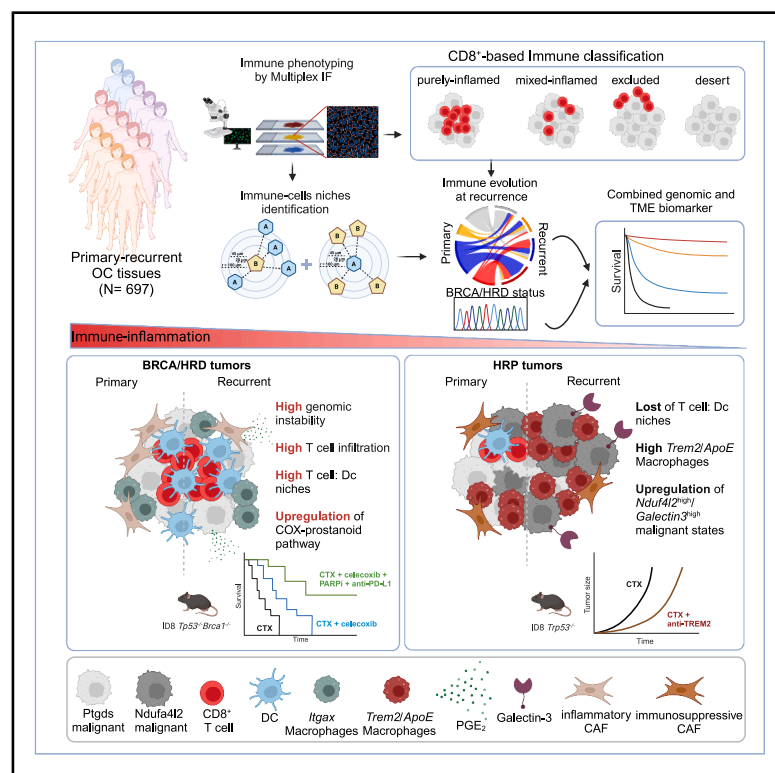 Immune phenotyping
by Multiplex IF
CD8⁺-based Immune classification
purely-inflamed
mixed-inflamed
excluded
desert
Primary-recurrent
OC tissues
(N= 697)
Immune-cells niches
identification
A
A
B
A
A
B
B
A
B
B
Immune evolution
at recurrence
Primary
Recurrent
BRCA/HRD status
Combined genomic and
TME biomarker
Survival
Immune-inflammation
BRCA/HRD tumors
Primary
Recurrent
High genomic
instability
High T cell infiltration
High T cell: Dc
niches
Upregulation of
COX-prostanoid
pathway
ID8 Tp53-/-Brca1-/-
Survival
CTX + celecoxib +
PARPi + anti-PD-L1
CTX
CTX + celecoxib
Time
HRP tumors
Primary
Recurrent
Lost of T cell: Dc
niches
High Trem2/ApoE
Macrophages
Upregulation of
Nduf4l2high/
Galectin3high
malignant states
ID8 Trp53-/-
Tumor size
CTX
CTX +
anti-TREM2
Time
Ptgds
malignant
Ndufa4l2
malignant
CD8⁺
T cell
DC
Itgax
Macrophages
Trem2/ApoE
Macrophages
PGE₂
Galectin-3
inflammatory
CAF
immunosuppressive
CAF